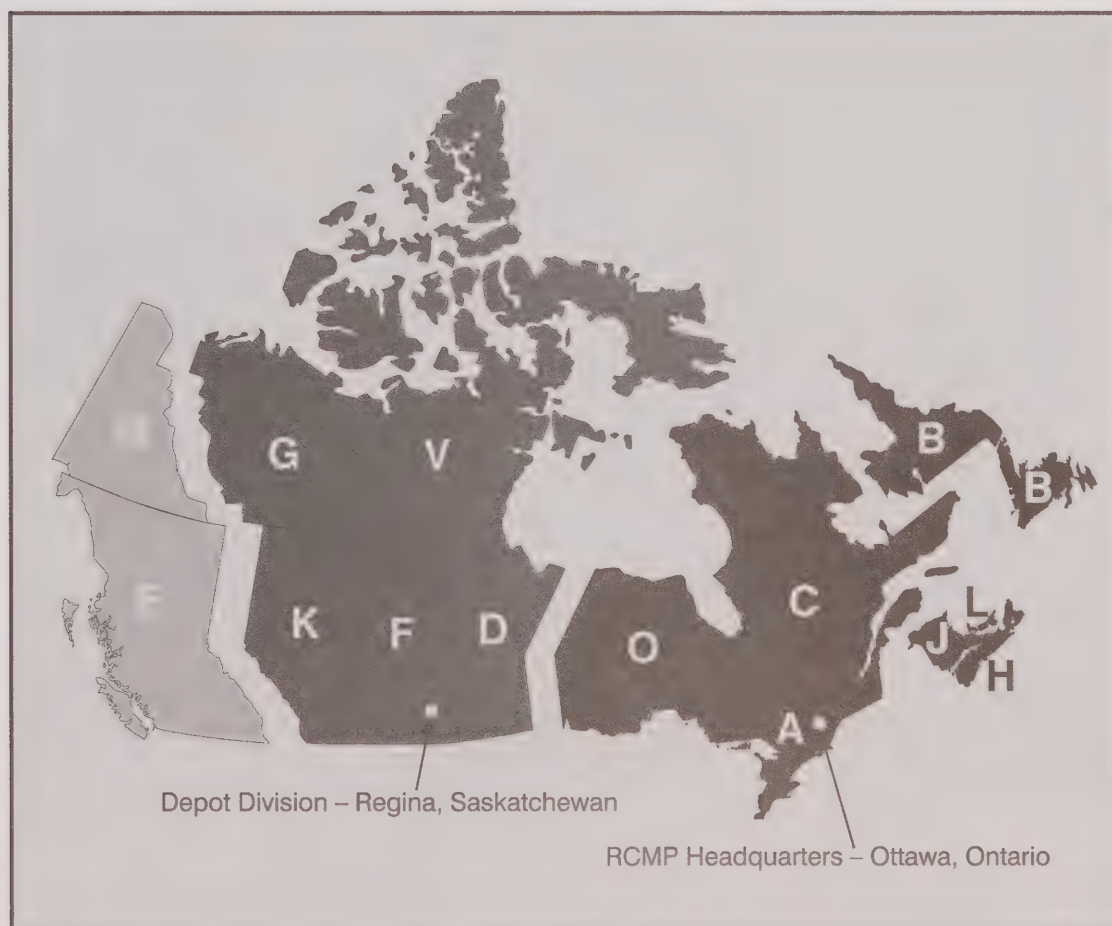 G
V
B
B
E
K
F
D
O
C
L
J
H
A
Depot Division – Regina, Saskatchewan
RCMP Headquarters – Ottawa, Ontario